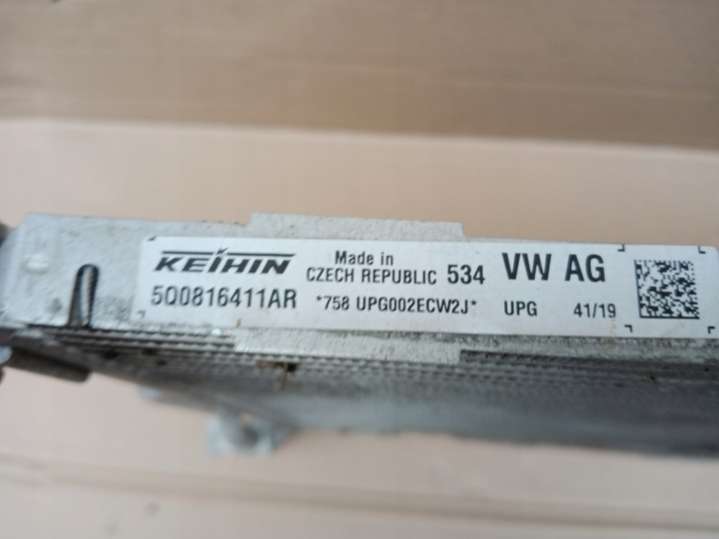 KEIHIN Made in CZECH REPUBLIC 534 VW AG
5Q0816411AR *758 UPG002ECW2J* UPG 41/19